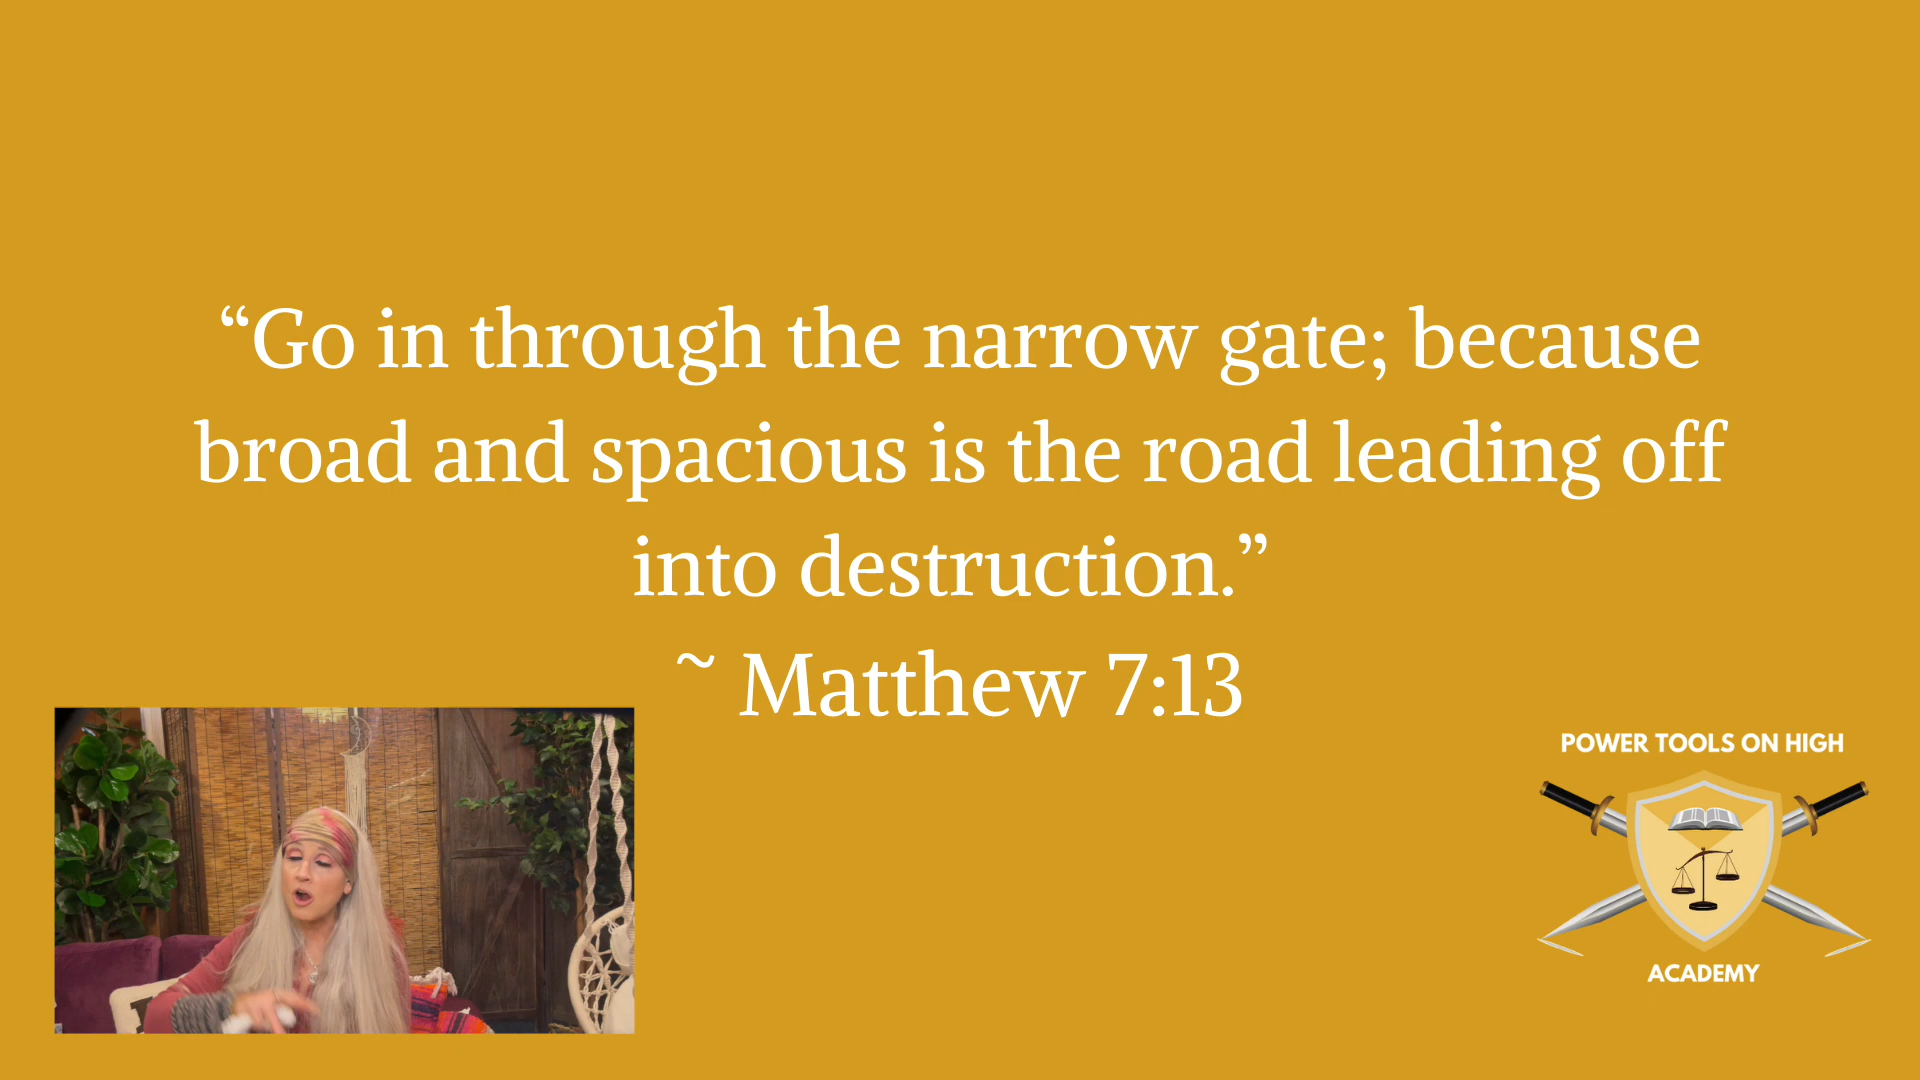 “Go in through the narrow gate; because
broad and spacious is the road leading off
into destruction.”
~ Matthew 7:13
POWER TOOLS ON HIGH
ACADEMY